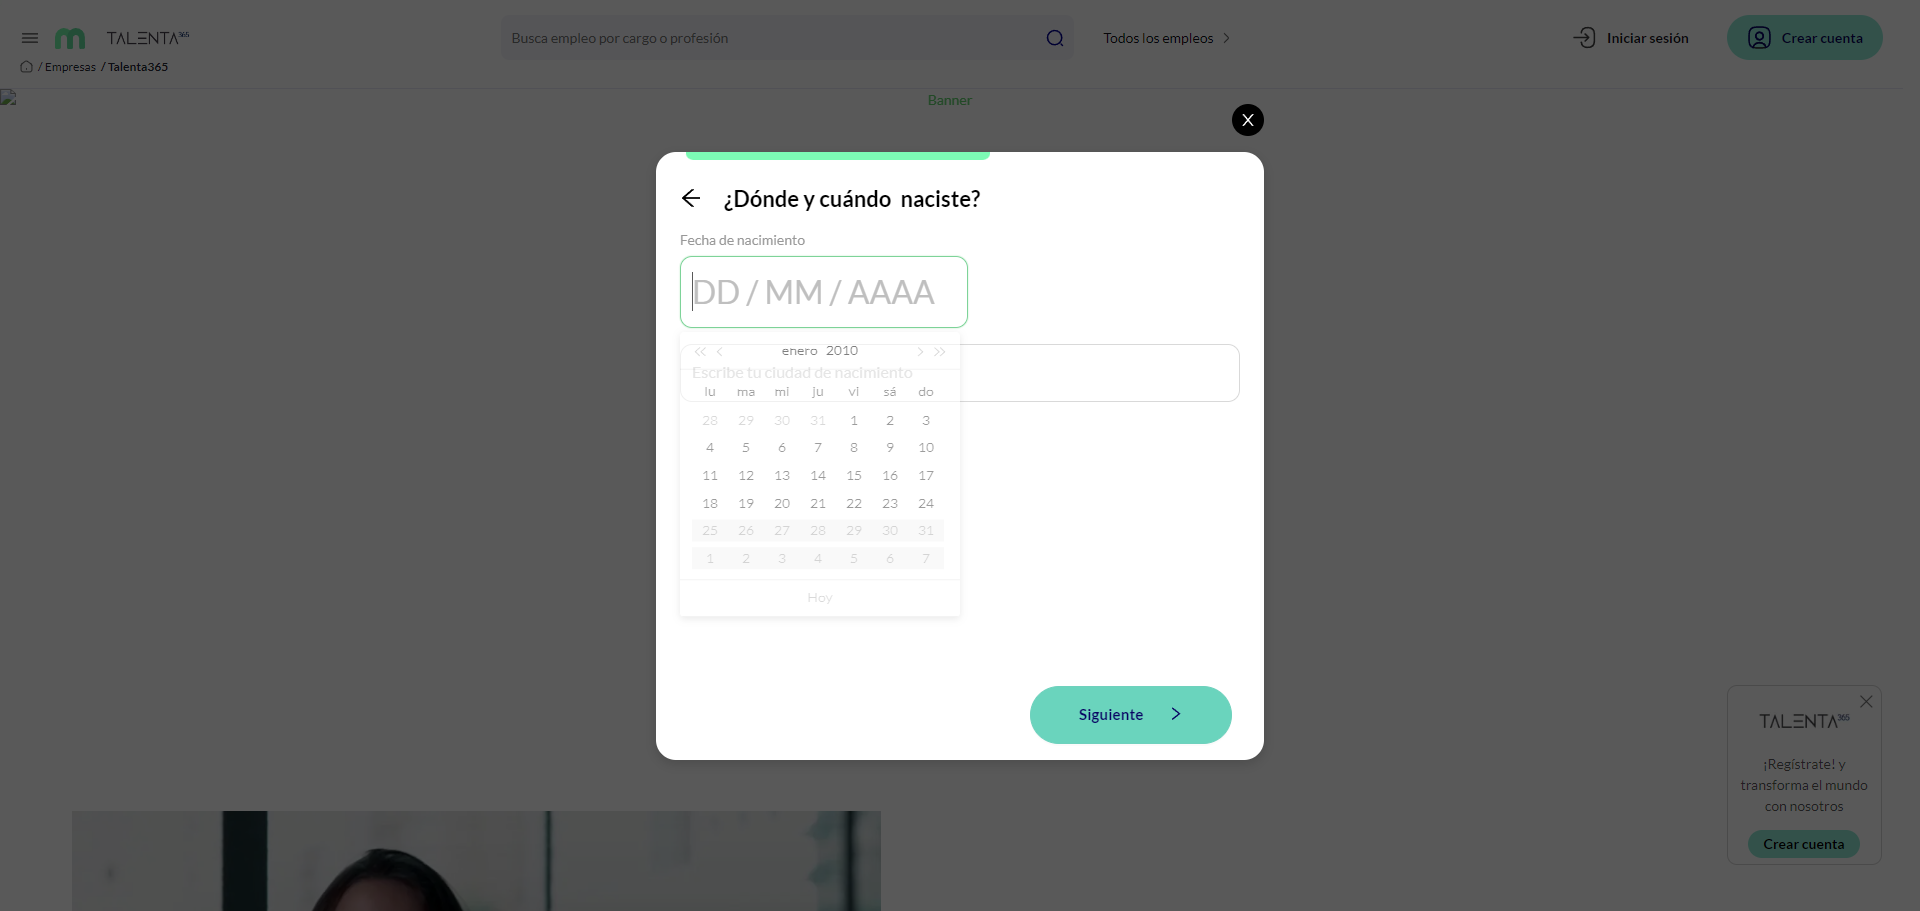 TALENTA365
Busca empleo por cargo o profesión
Todos los empleos
Iniciar sesión
Crear cuenta
/ Empresas / Talenta365
Banner
X
¿Dónde y cuándo naciste?
Fecha de nacimiento
DD / MM / AAAA
enero 2010
Escribe tu ciudad de nacimiento
lu ma mi ju vi sá do
28 29 30 31 1 2 3
4 5 6 7 8 9 10
11 12 13 14 15 16 17
18 19 20 21 22 23 24
25 26 27 28 29 30 31
1 2 3 4 5 6 7
Hoy
Siguiente
TALENTA365
¡Regístrate! y
transforma el mundo
con nosotros
Crear cuenta